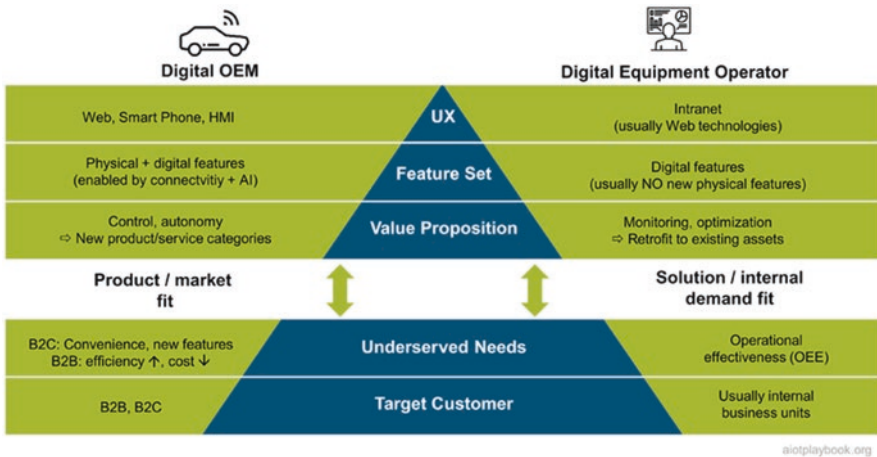 Digital OEM
Digital Equipment Operator
Web, Smart Phone, HMI
UX
Intranet
(usually Web technologies)
Physical + digital features
(enabled by connectvitiy + AI)
Feature Set
Digital features
(usually NO new physical features)
Control, autonomy
⇨ New product/service categories
Value Proposition
Monitoring, optimization
⇨ Retrofit to existing assets
Product / market
fit
Solution / internal
demand fit
B2C: Convenience, new features
B2B: efficiency ↑, cost ↓
Underserved Needs
Operational
effectiveness (OEE)
B2B, B2C
Target Customer
Usually internal
business units
aiotplaybook.org